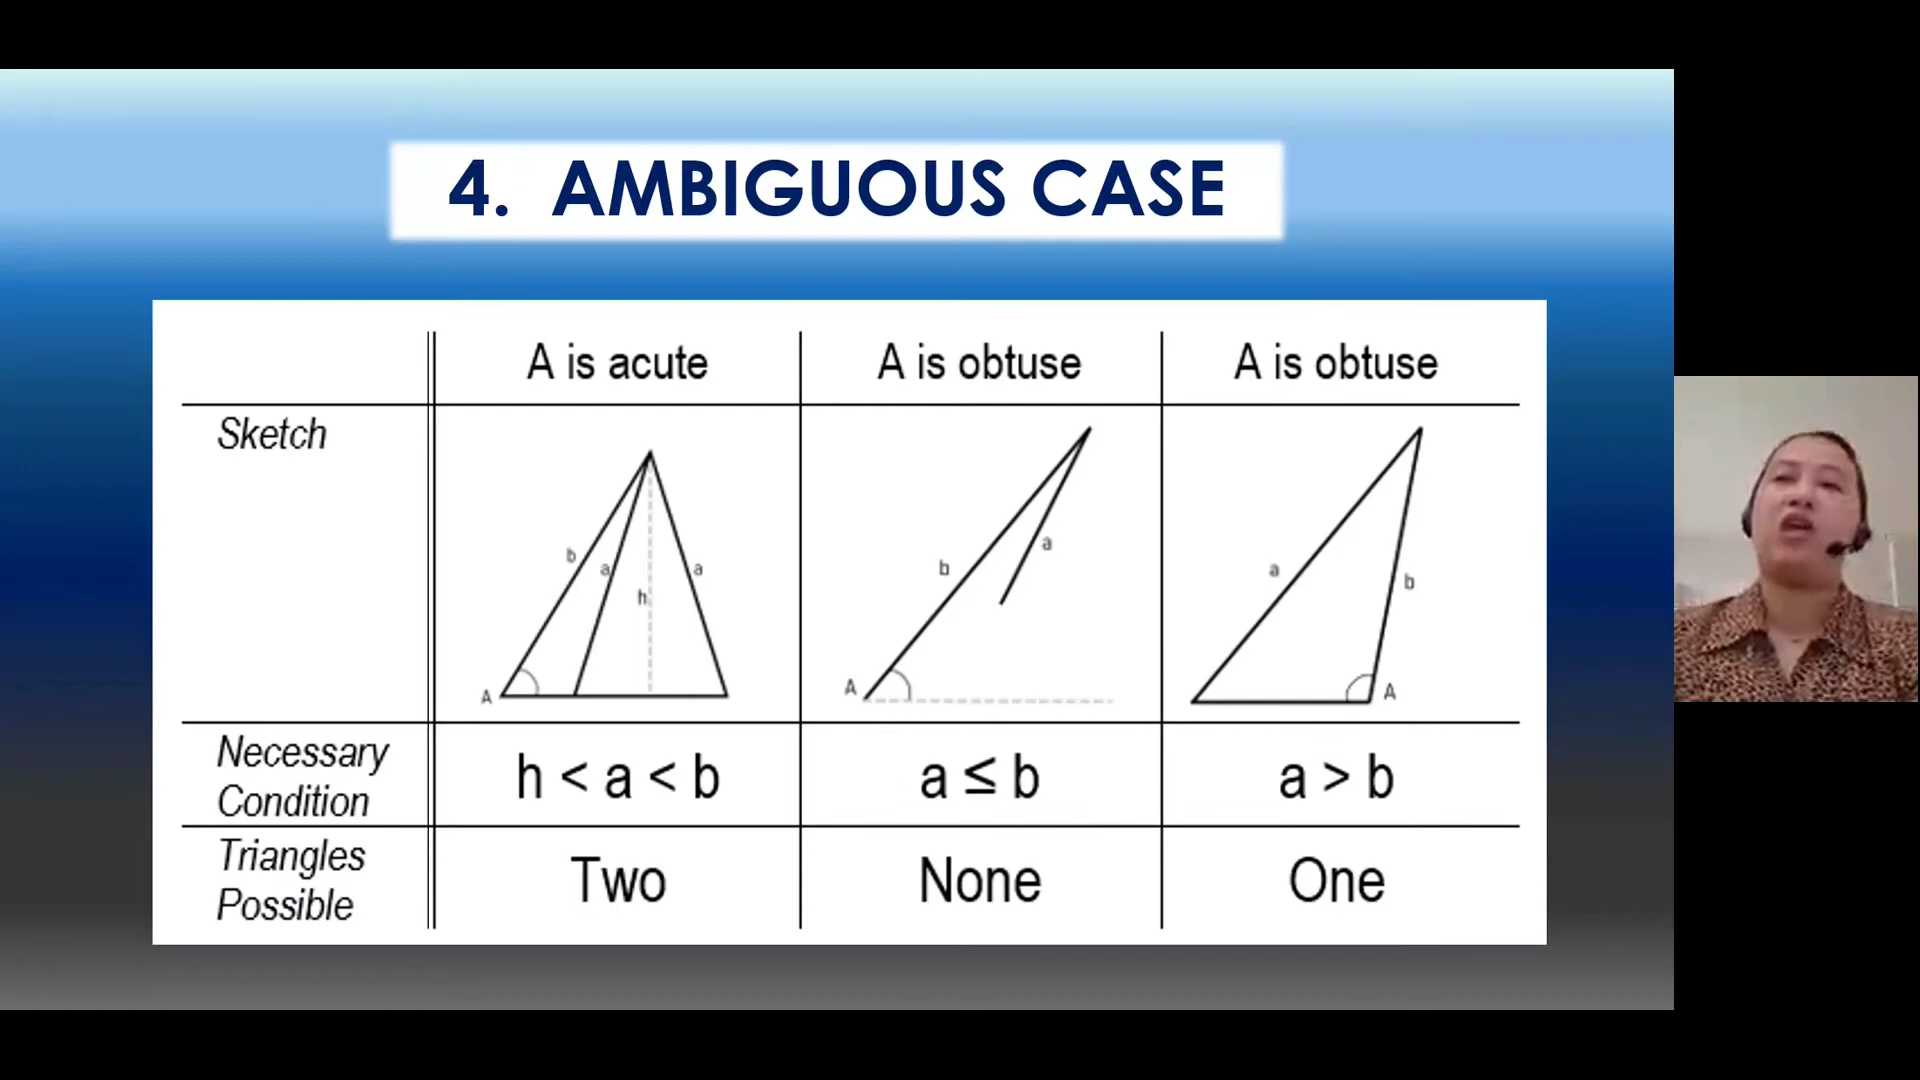 4. AMBIGUOUS CASE
A is acute
A is obtuse
A is obtuse
Sketch
b
a
h
a
A
b
a
A
a
b
A
Necessary
Condition
h < a < b
a ≤ b
a > b
Triangles
Possible
Two
None
One